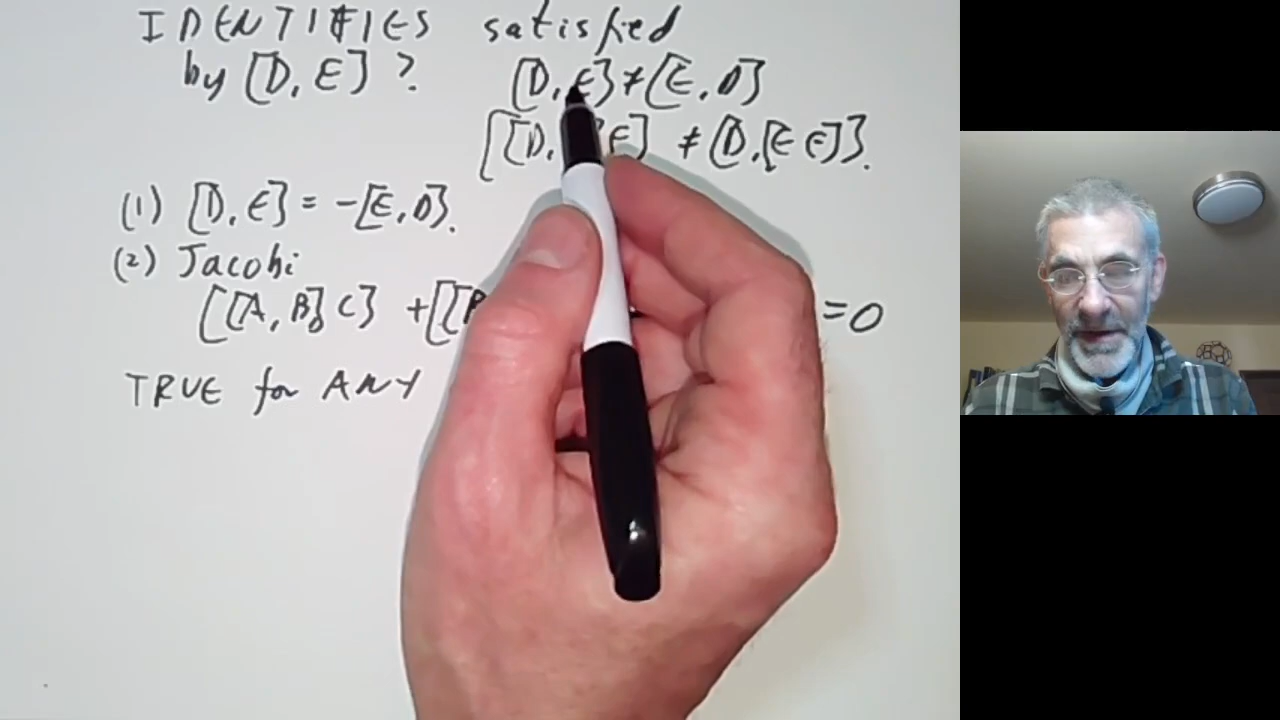 IDENTITIES satisfied
by [D, E] ? [D, E] ≠ [E, D]
[[D, E] ≠ [D, [E E]].
(1) [D, E] = -[E, D].
(2) Jacobi
[[A, B] C] + [[B = 0
TRUE for ANY